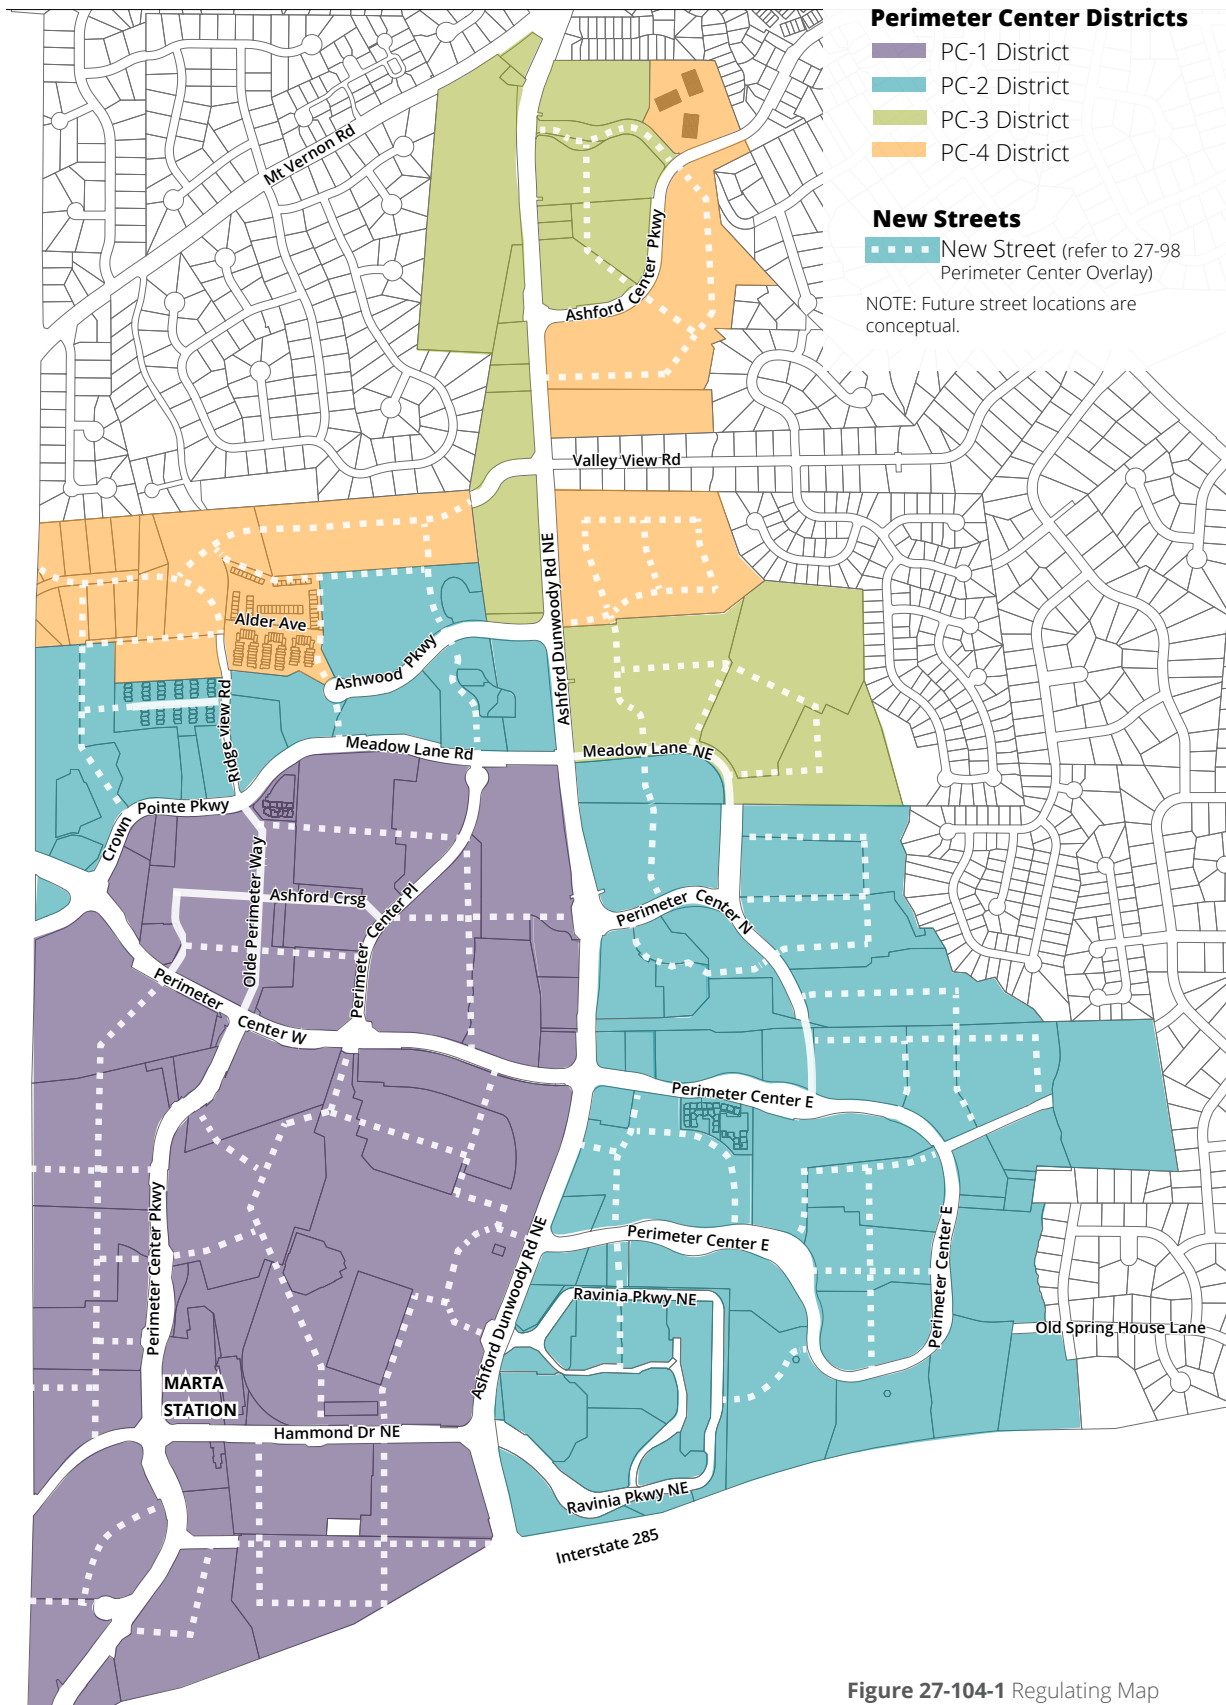 Perimeter Center Districts
PC-1 District
PC-2 District
PC-3 District
PC-4 District
New Streets
New Street (refer to 27-98
Perimeter Center Overlay)
NOTE: Future street locations are
conceptual.
Mt Vernon Rd
Ashford Center Pkwy
Valley View Rd
Ashford Dunwoody Rd NE
Alder Ave
Ashwood Pkwy
Ridge view Rd
Meadow Lane Rd
Meadow Lane NE
Crown Pointe Pkwy
Olde Perimeter Way
Ashford Crsg
Perimeter Center Pl
Perimeter Center N
Perimeter Center W
Perimeter Center E
Perimeter Center Pkwy
Perimeter Center E
Perimeter Center E
Ashford Dunwoody Rd NE
Ravinia Pkwy NE
Old Spring House Lane
MARTA
STATION
Hammond Dr NE
Ravinia Pkwy NE
Interstate 285
Figure 27-104-1 Regulating Map